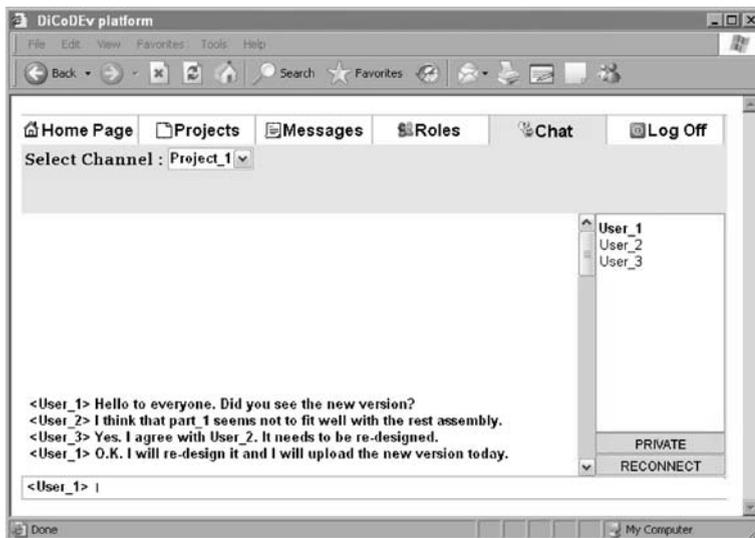 DiCoDEv platform
File Edit View Favorites Tools Help
Back Search Favorites
Home Page Projects Messages Roles Chat Log Off
Select Channel : Project_1
User_1
User_2
User_3
<User_1> Hello to everyone. Did you see the new version?
<User_2> I think that part_1 seems not to fit well with the rest assembly.
<User_3> Yes. I agree with User_2. It needs to be re-designed.
<User_1> O.K. I will re-design it and I will upload the new version today.
PRIVATE
RECONNECT
<User_1>
Done My Computer